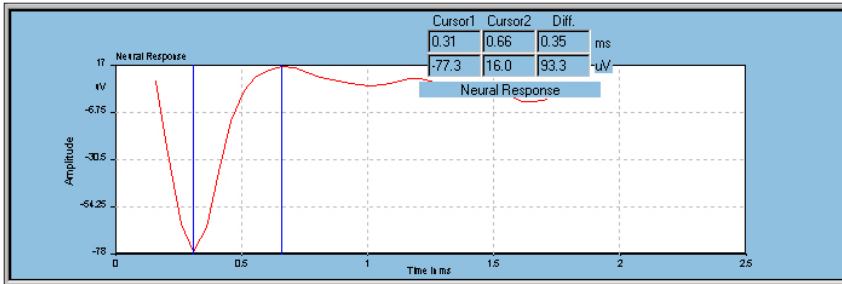 Cursor1 Cursor2 Diff.
0.31 0.66 0.35 ms
-77.3 16.0 93.3 uV
Neural Response
Neural Response
17
uV
-6.75
-30.5
-54.25
-78
Amplitude
0 0.5 1 1.5 2 2.5
Time in ms